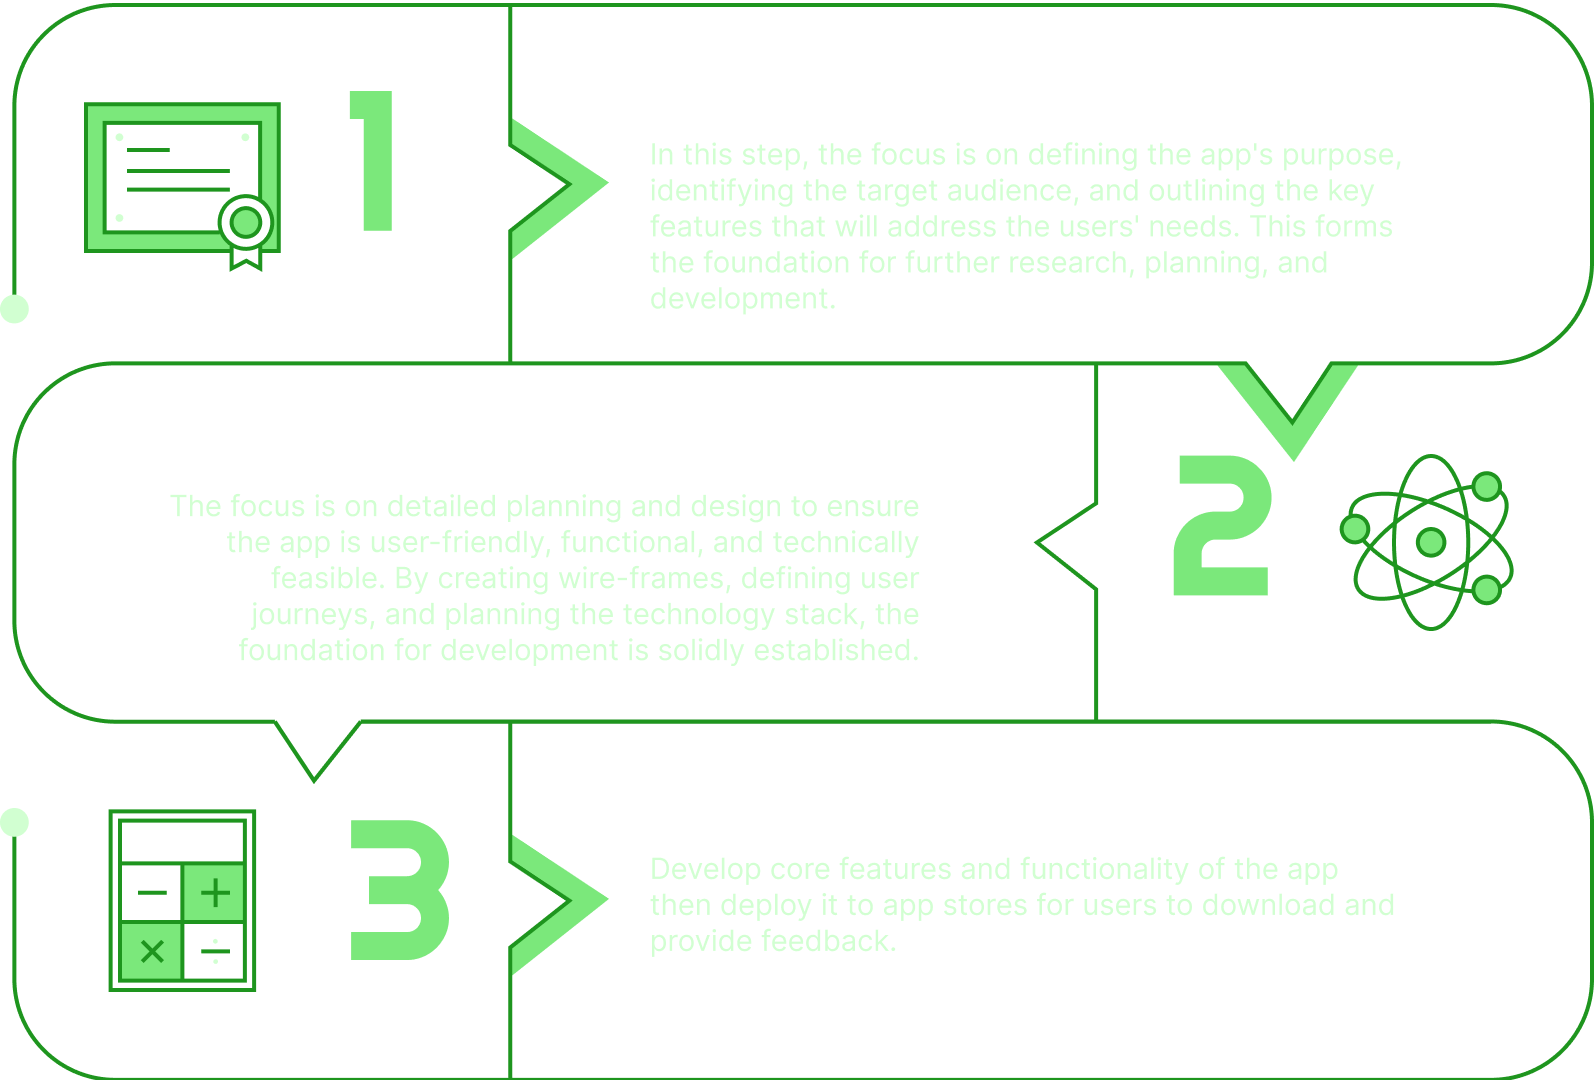 1
In this step, the focus is on defining the app's purpose,
identifying the target audience, and outlining the key
features that will address the users' needs. This forms
the foundation for further research, planning, and
development.
2
The focus is on detailed planning and design to ensure
the app is user-friendly, functional, and technically
feasible. By creating wire-frames, defining user
journeys, and planning the technology stack, the
foundation for development is solidly established.
3
Develop core features and functionality of the app
then deploy it to app stores for users to download and
provide feedback.